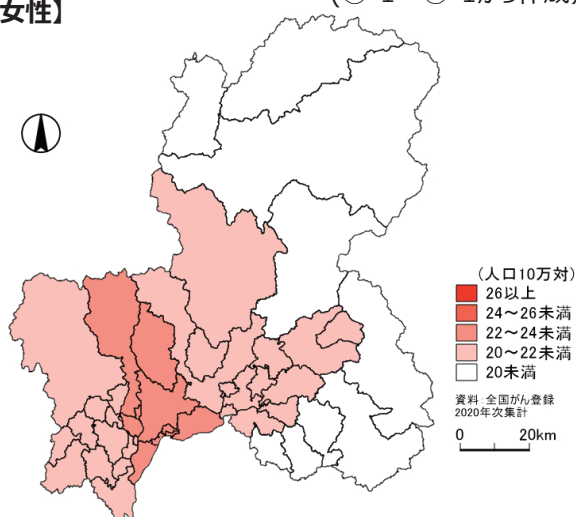 女性】
(人口10万対)
26以上
24～26未満
22～24未満
20～22未満
20未満
資料:全国がん登録
2020年次集計
0 20km